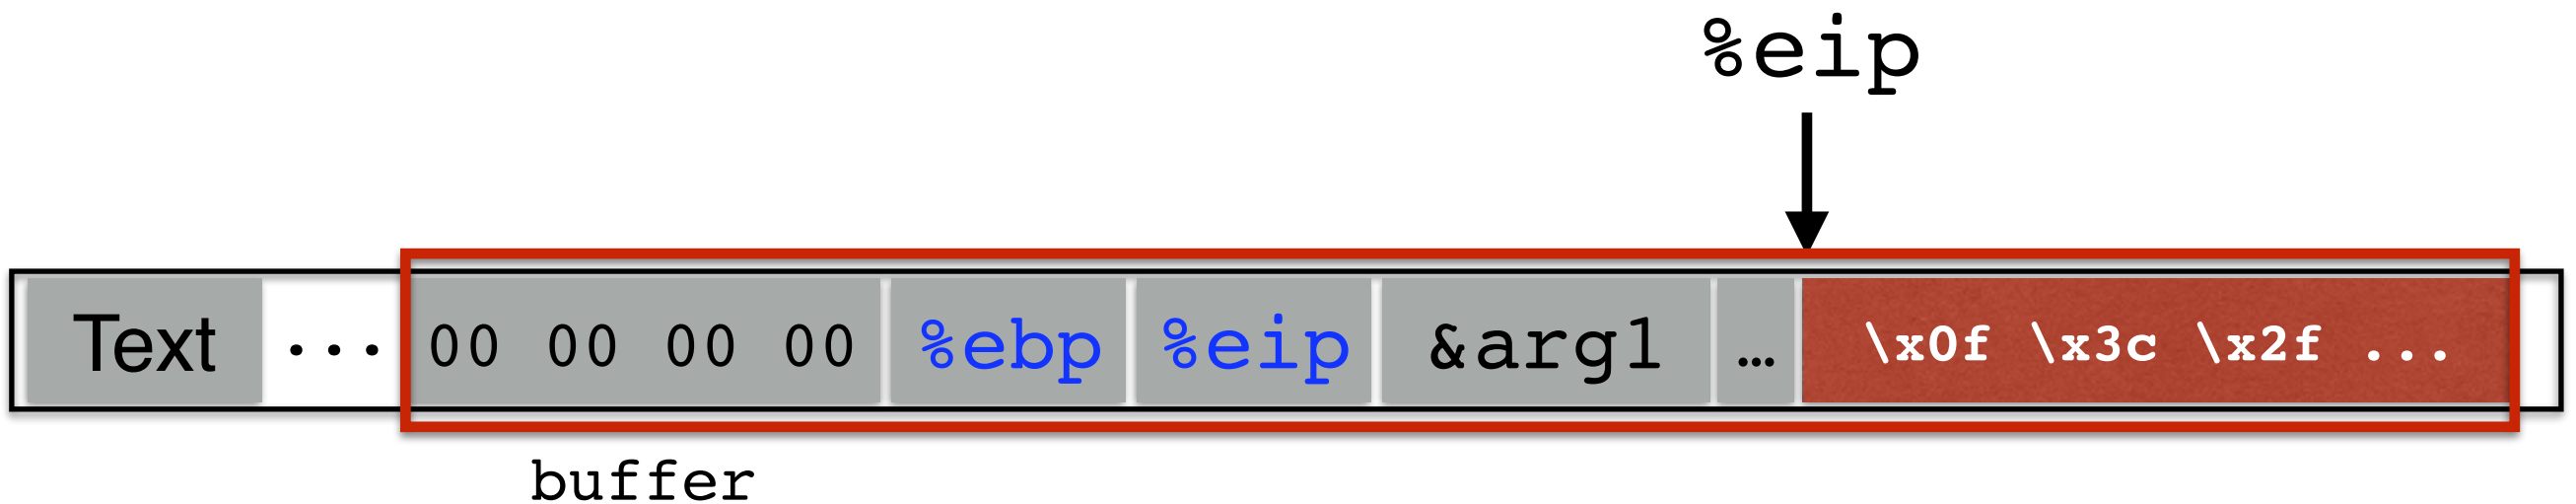 %eip
Text ... 00 00 00 00 %ebp %eip &arg1 … \x0f \x3c \x2f ...
buffer